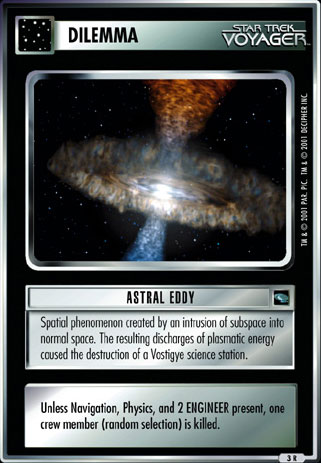 DILEMMA
STAR TREK
VOYAGER™
TM & © 2001 PAR. PIC. TM & © 2001 DECIPHER INC.
ASTRAL EDDY
Spatial phenomenon created by an intrusion of subspace into
normal space. The resulting discharges of plasmatic energy
caused the destruction of a Vostigye science station.
Unless Navigation, Physics, and 2 ENGINEER present, one
crew member (random selection) is killed.
3 R